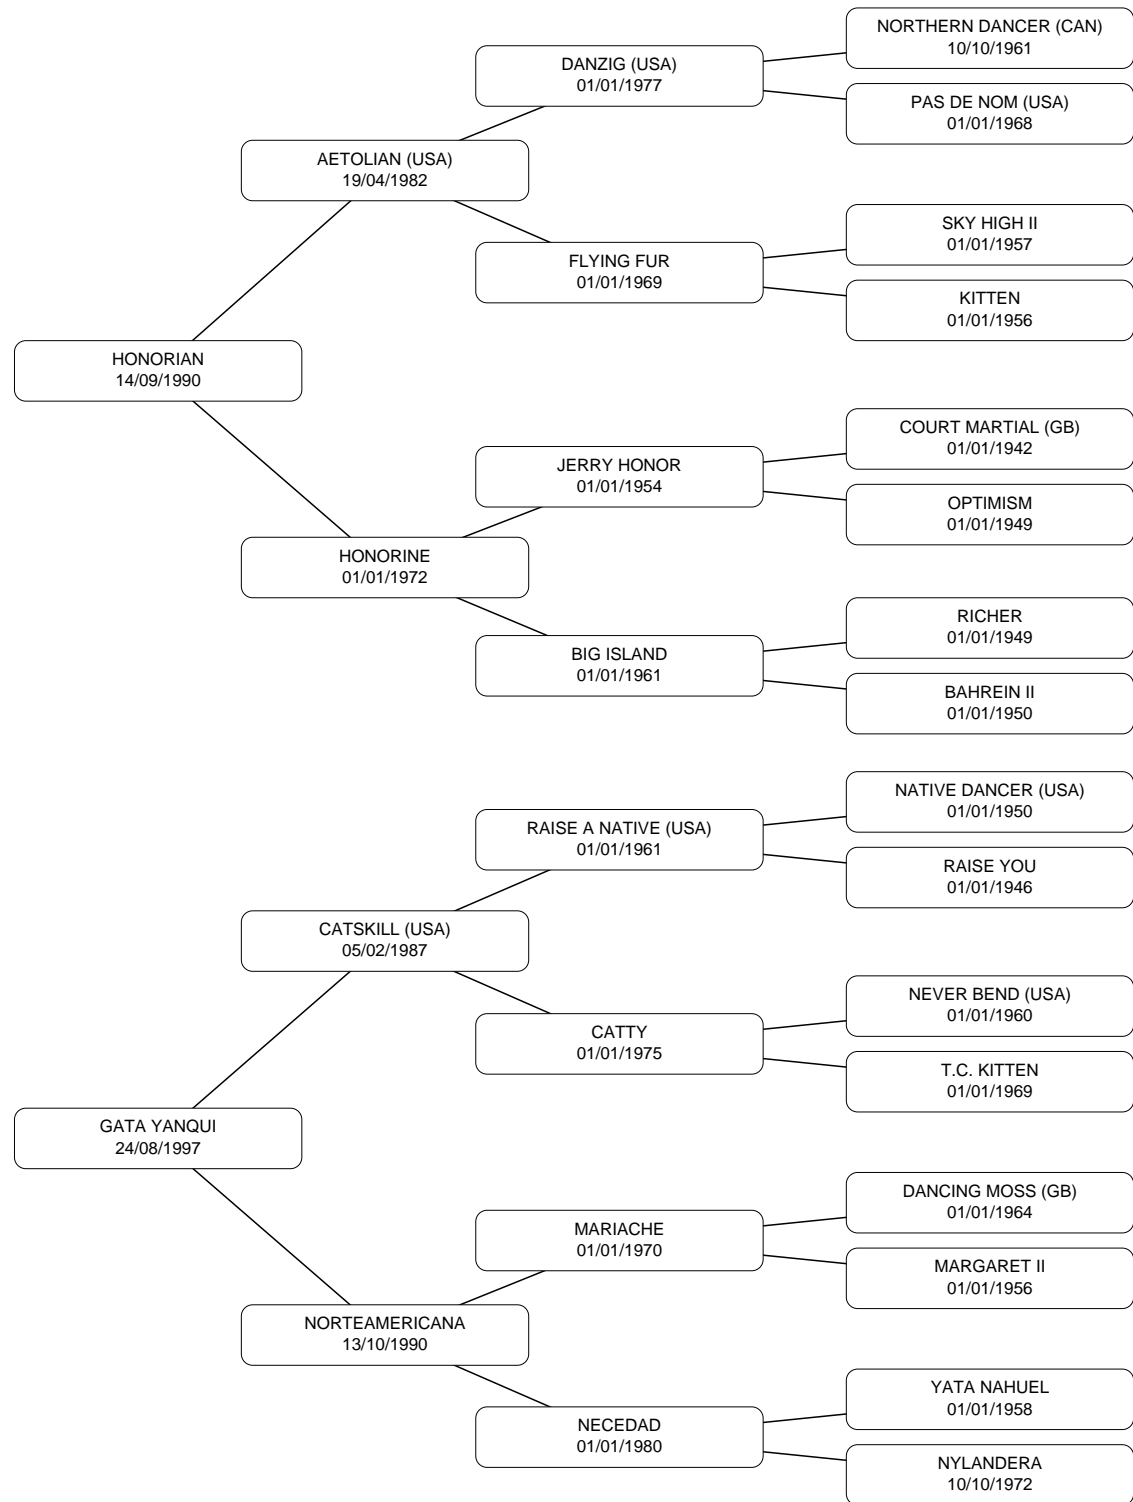 NORTHERN DANCER (CAN)
10/10/1961
DANZIG (USA)
01/01/1977
PAS DE NOM (USA)
01/01/1968
AETOLIAN (USA)
19/04/1982
SKY HIGH II
01/01/1957
FLYING FUR
01/01/1969
KITTEN
01/01/1956
HONORIAN
14/09/1990
COURT MARTIAL (GB)
01/01/1942
JERRY HONOR
01/01/1954
OPTIMISM
01/01/1949
HONORINE
01/01/1972
RICHER
01/01/1949
BIG ISLAND
01/01/1961
BAHREIN II
01/01/1950
NATIVE DANCER (USA)
01/01/1950
RAISE A NATIVE (USA)
01/01/1961
RAISE YOU
01/01/1946
CATSKILL (USA)
05/02/1987
NEVER BEND (USA)
01/01/1960
CATTY
01/01/1975
T.C. KITTEN
01/01/1969
GATA YANQUI
24/08/1997
DANCING MOSS (GB)
01/01/1964
MARIACHE
01/01/1970
MARGARET II
01/01/1956
NORTEAMERICANA
13/10/1990
YATA NAHUEL
01/01/1958
NECEDAD
01/01/1980
NYLANDERA
10/10/1972